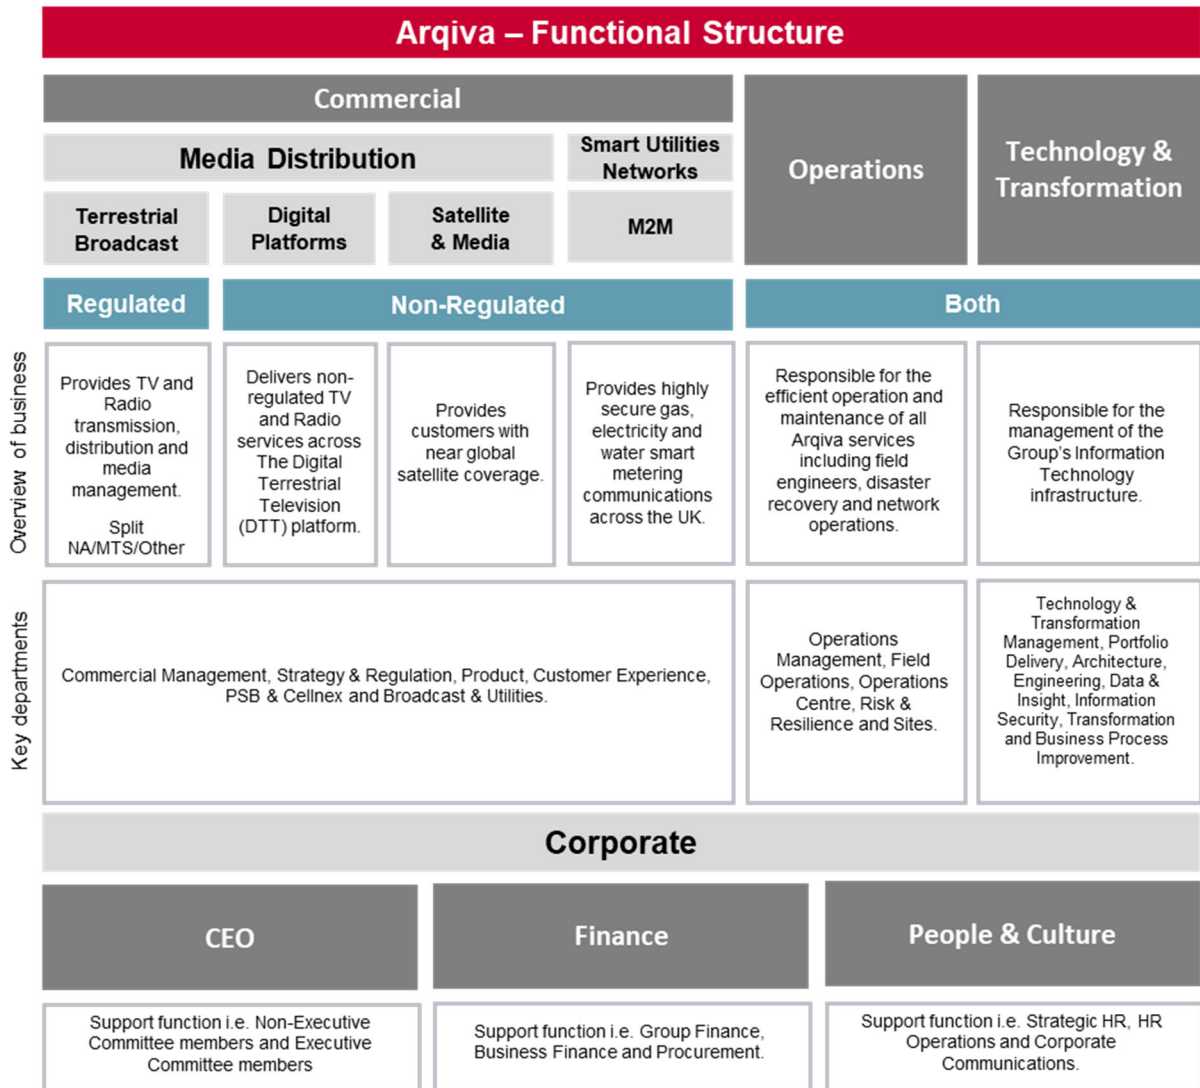 Arqiva – Functional Structure
Commercial
Operations
Technology &
Transformation
Media Distribution
Smart Utilities
Networks
Terrestrial
Broadcast
Digital
Platforms
Satellite
& Media
M2M
Regulated
Non-Regulated
Both
Overview of business
Provides TV and
Radio
transmission,
distribution and
media
management.
Split
NA/MTS/Other
Delivers non-
regulated TV
and Radio
services across
The Digital
Terrestrial
Television
(DTT) platform.
Provides
customers with
near global
satellite coverage.
Provides highly
secure gas,
electricity and
water smart
metering
communications
across the UK.
Responsible for the
efficient operation and
maintenance of all
Arqiva services
including field
engineers, disaster
recovery and network
operations.
Responsible for the
management of the
Group's Information
Technology
infrastructure.
Key departments
Commercial Management, Strategy & Regulation, Product, Customer Experience,
PSB & Cellnex and Broadcast & Utilities.
Operations
Management, Field
Operations, Operations
Centre, Risk &
Resilience and Sites.
Technology &
Transformation
Management, Portfolio
Delivery, Architecture,
Engineering, Data &
Insight, Information
Security, Transformation
and Business Process
Improvement.
Corporate
CEO
Finance
People & Culture
Support function i.e. Non-Executive
Committee members and Executive
Committee members
Support function i.e. Group Finance,
Business Finance and Procurement.
Support function i.e. Strategic HR, HR
Operations and Corporate
Communications.